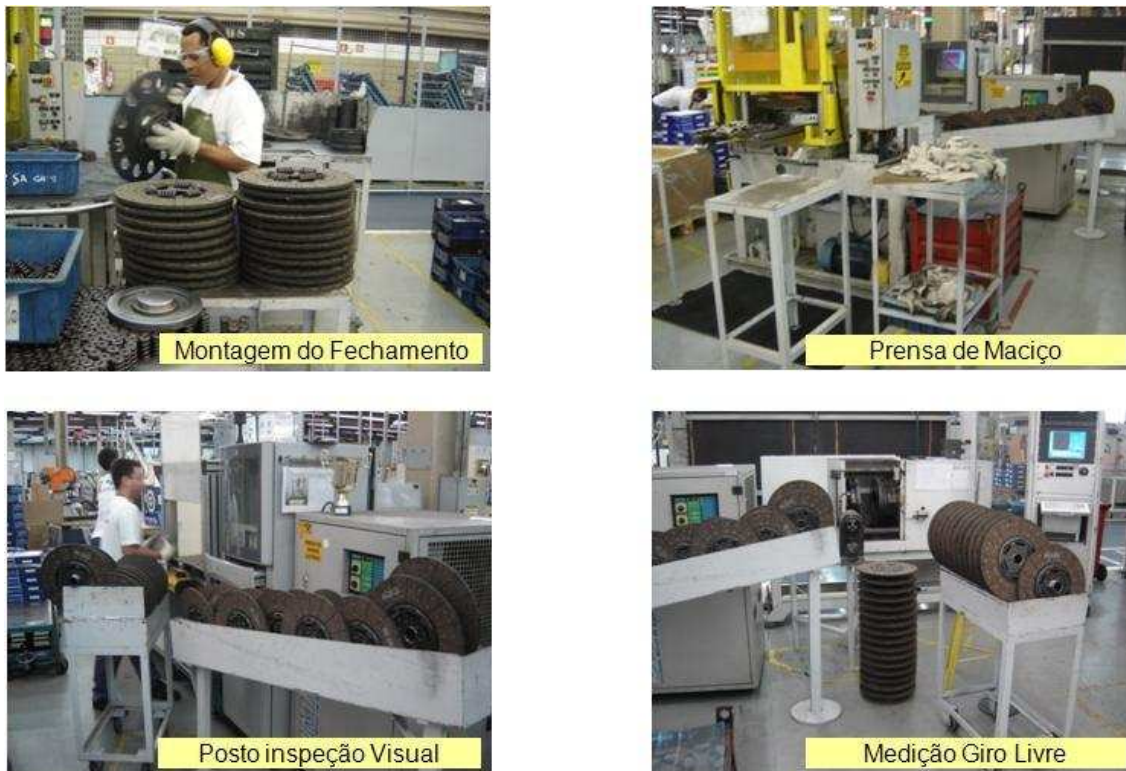 Montagem do Fechamento
Prensa de Maciço
Posto inspeção Visual
Medição Giro Livre